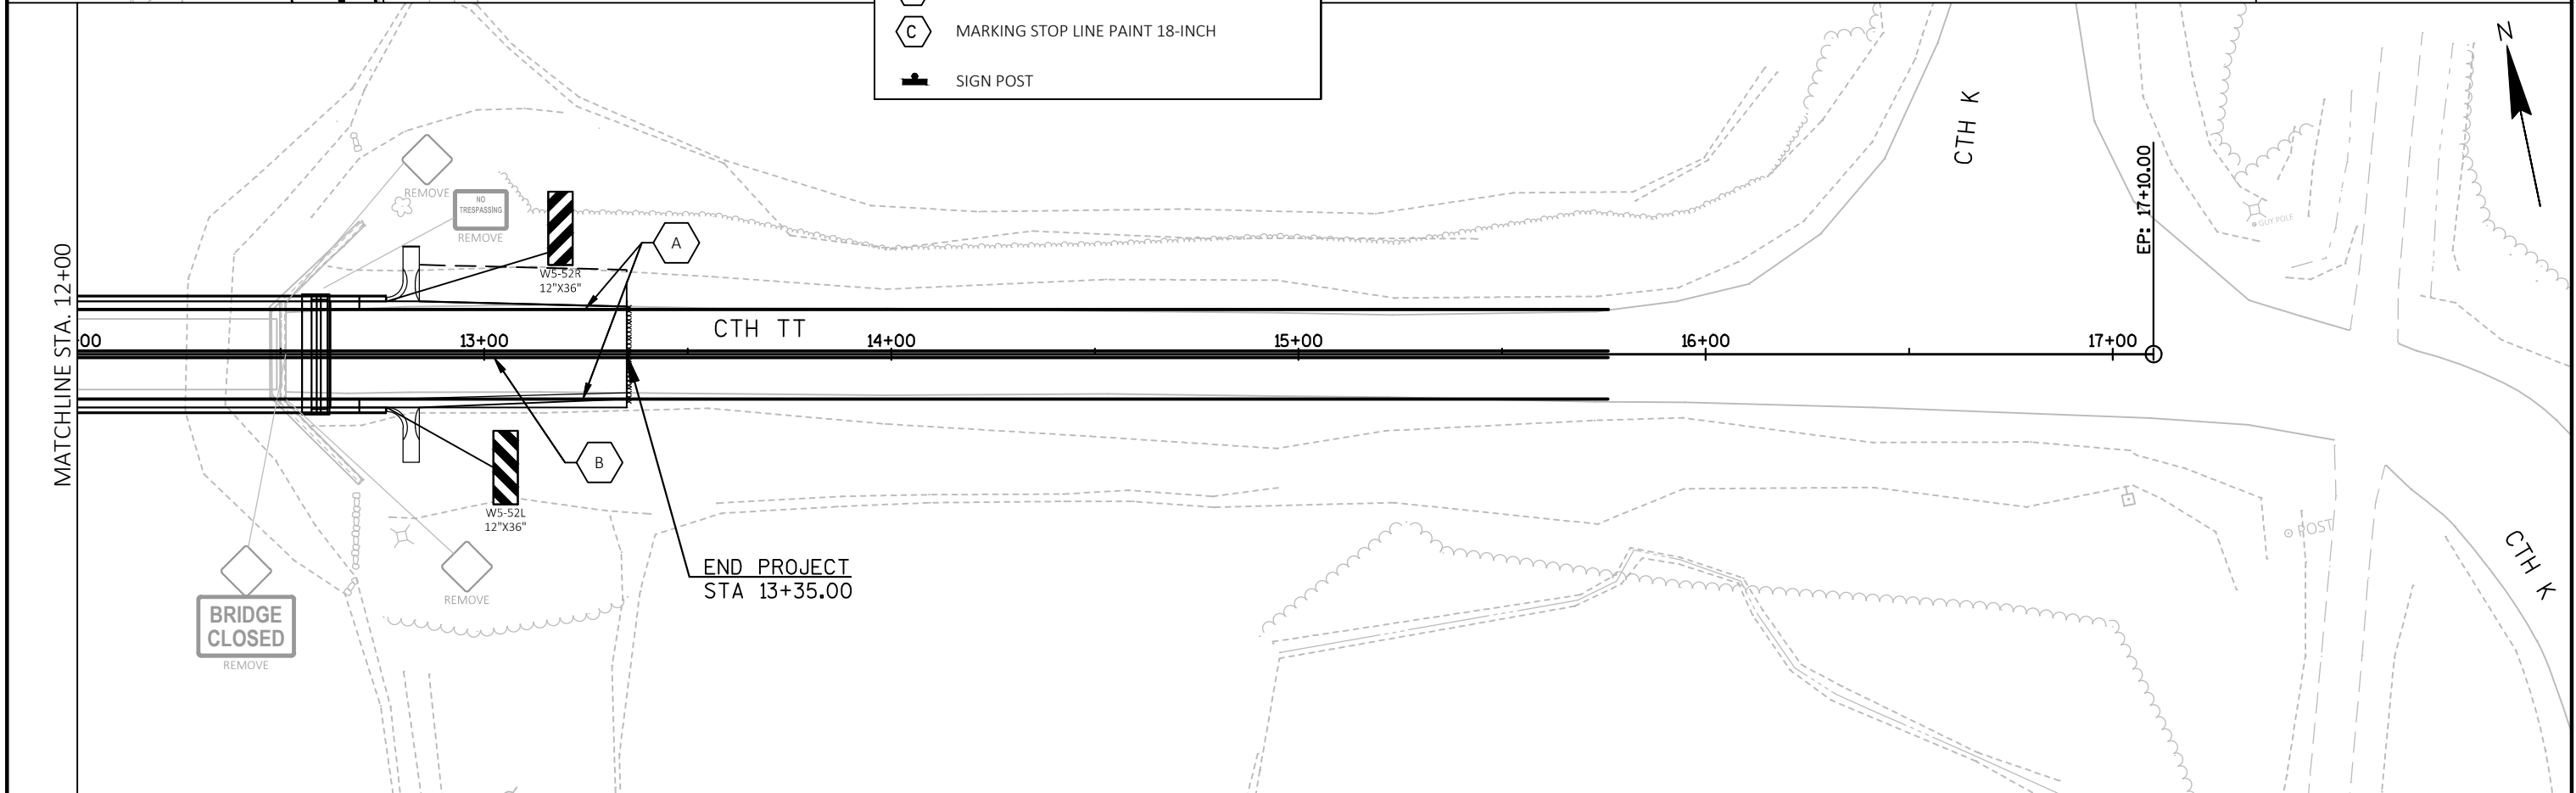 C MARKING STOP LINE PAINT 18-INCH
SIGN POST
N
CTH K
EP: 17+10.00
GUY POLE
REMOVE
NO
TRESPASSING
REMOVE
A
W5-52R
12"X36"
MATCHLINE STA. 12+00
CTH TT
00 13+00 14+00 15+00 16+00 17+00
B
W5-52L
12"X36"
POST
CTH K
END PROJECT
STA 13+35.00
REMOVE
BRIDGE
CLOSED
REMOVE